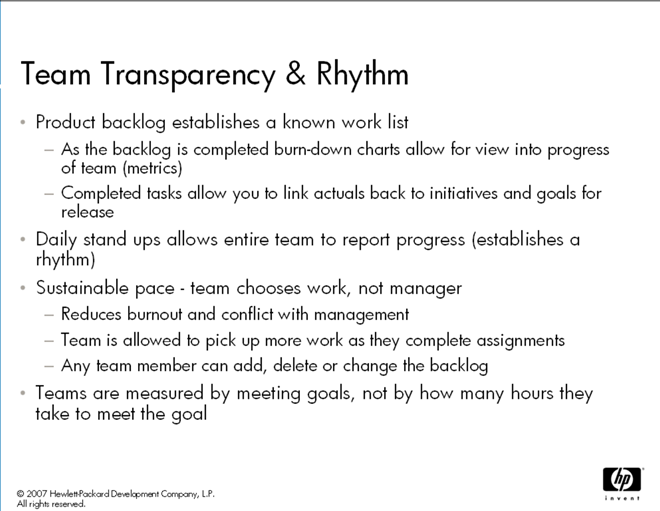 Team Transparency & Rhythm
• Product backlog establishes a known work list
– As the backlog is completed burn-down charts allow for view into progress
of team (metrics)
– Completed tasks allow you to link actuals back to initiatives and goals for
release
• Daily stand ups allows entire team to report progress (establishes a
rhythm)
• Sustainable pace - team chooses work, not manager
– Reduces burnout and conflict with management
– Team is allowed to pick up more work as they complete assignments
– Any team member can add, delete or change the backlog
• Teams are measured by meeting goals, not by how many hours they
take to meet the goal
© 2007 Hewlett-Packard Development Company, L.P.
All rights reserved.
hp
invent